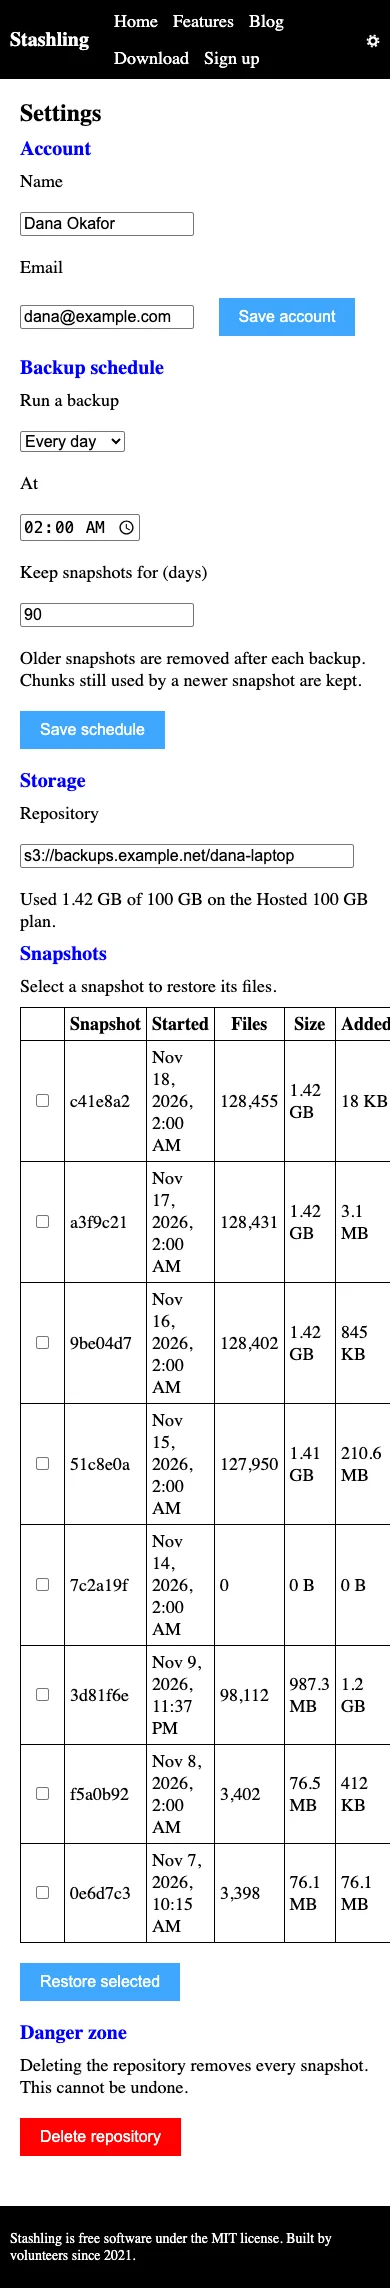 Stashling
Home Features Blog
Download Sign up
Settings
Account
Name
Dana Okafor
Email
dana@example.com Save account
Backup schedule
Run a backup
Every day
At
02:00 AM
Keep snapshots for (days)
90
Older snapshots are removed after each backup.
Chunks still used by a newer snapshot are kept.
Save schedule
Storage
Repository
s3://backups.example.net/dana-laptop
Used 1.42 GB of 100 GB on the Hosted 100 GB
plan.
Snapshots
Select a snapshot to restore its files.
Snapshot Started Files Size Added
c41e8a2 Nov 18, 2026, 2:00 AM 128,455 1.42 GB 18 KB
a3f9c21 Nov 17, 2026, 2:00 AM 128,431 1.42 GB 3.1 MB
9be04d7 Nov 16, 2026, 2:00 AM 128,402 1.42 GB 845 KB
51c8e0a Nov 15, 2026, 2:00 AM 127,950 1.41 GB 210.6 MB
7c2a19f Nov 14, 2026, 2:00 AM 0 0 B 0 B
3d81f6e Nov 9, 2026, 11:37 PM 98,112 987.3 MB 1.2 GB
f5a0b92 Nov 8, 2026, 2:00 AM 3,402 76.5 MB 412 KB
0e6d7c3 Nov 7, 2026, 10:15 AM 3,398 76.1 MB 76.1 MB
Restore selected
Danger zone
Deleting the repository removes every snapshot.
This cannot be undone.
Delete repository
Stashling is free software under the MIT license. Built by
volunteers since 2021.